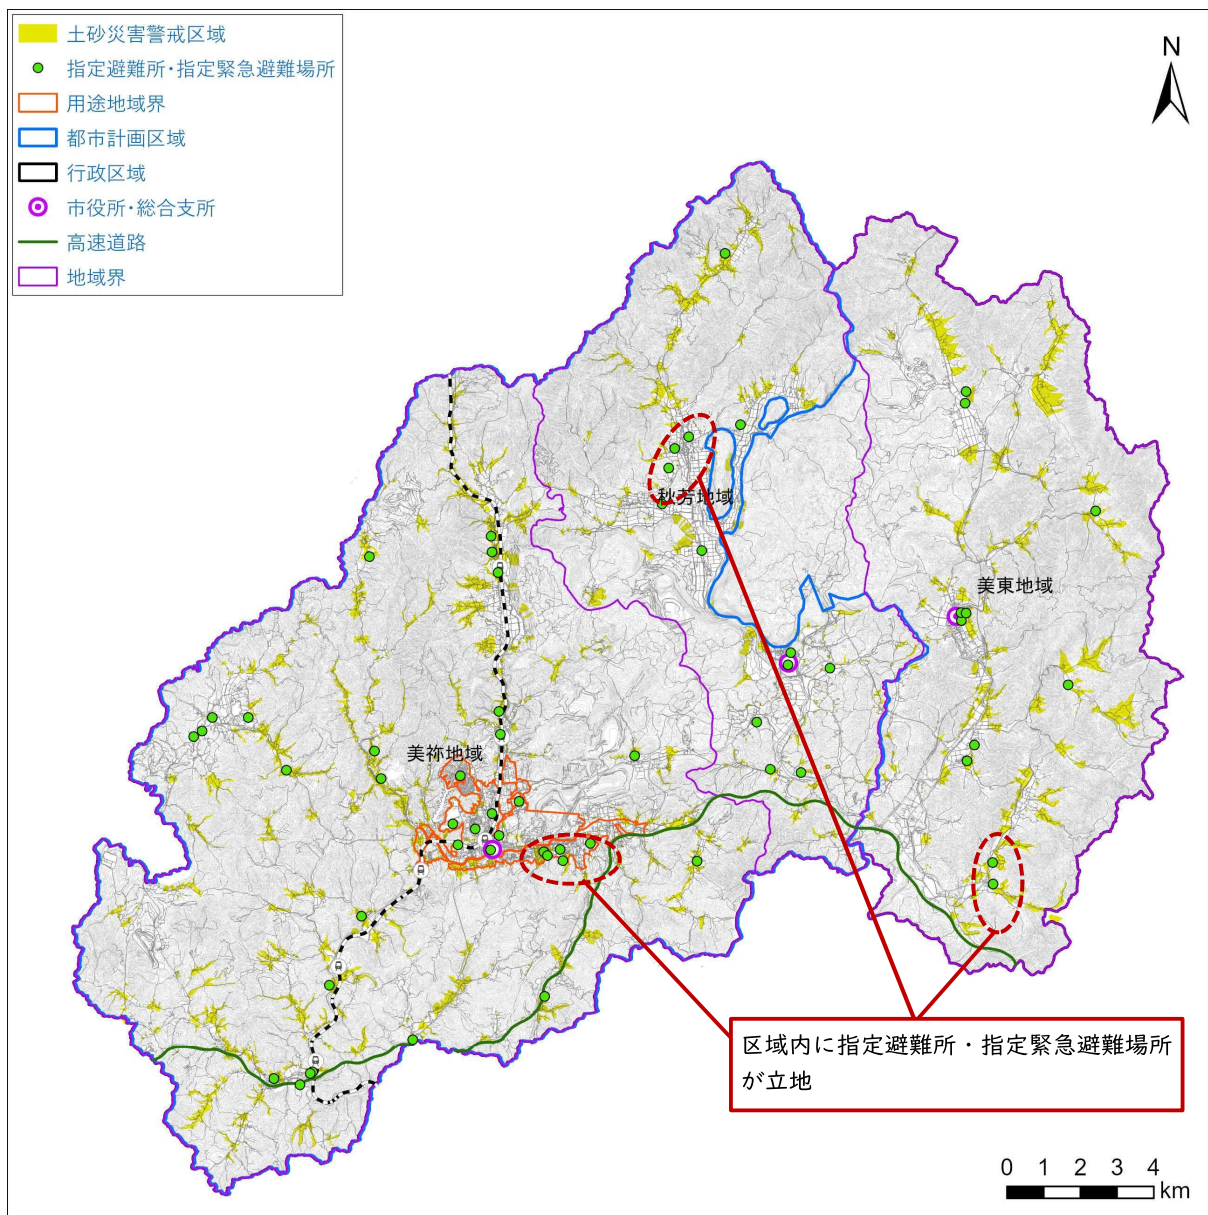 土砂災害警戒区域
指定避難所・指定緊急避難場所
用途地域界
都市計画区域
行政区域
市役所・総合支所
高速道路
地域界
N
秋芳地域
美東地域
美祢地域
区域内に指定避難所・指定緊急避難場所
が立地
0 1 2 3 4
km